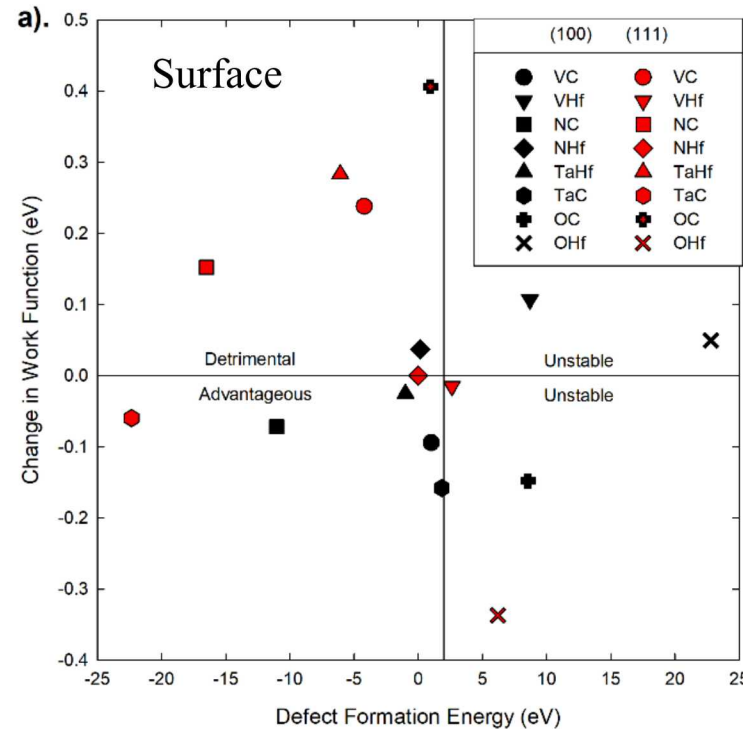 a).
Surface
(100) (111)
VC VC
VHf VHf
NC NC
NHf NHf
TaHf TaHf
TaC TaC
OC OC
OHf OHf
Detrimental
Unstable
Advantageous
Unstable
Change in Work Function (eV)
0.5
0.4
0.3
0.2
0.1
0.0
-0.1
-0.2
-0.3
-0.4
-25 -20 -15 -10 -5 0 5 10 15 20 25
Defect Formation Energy (eV)